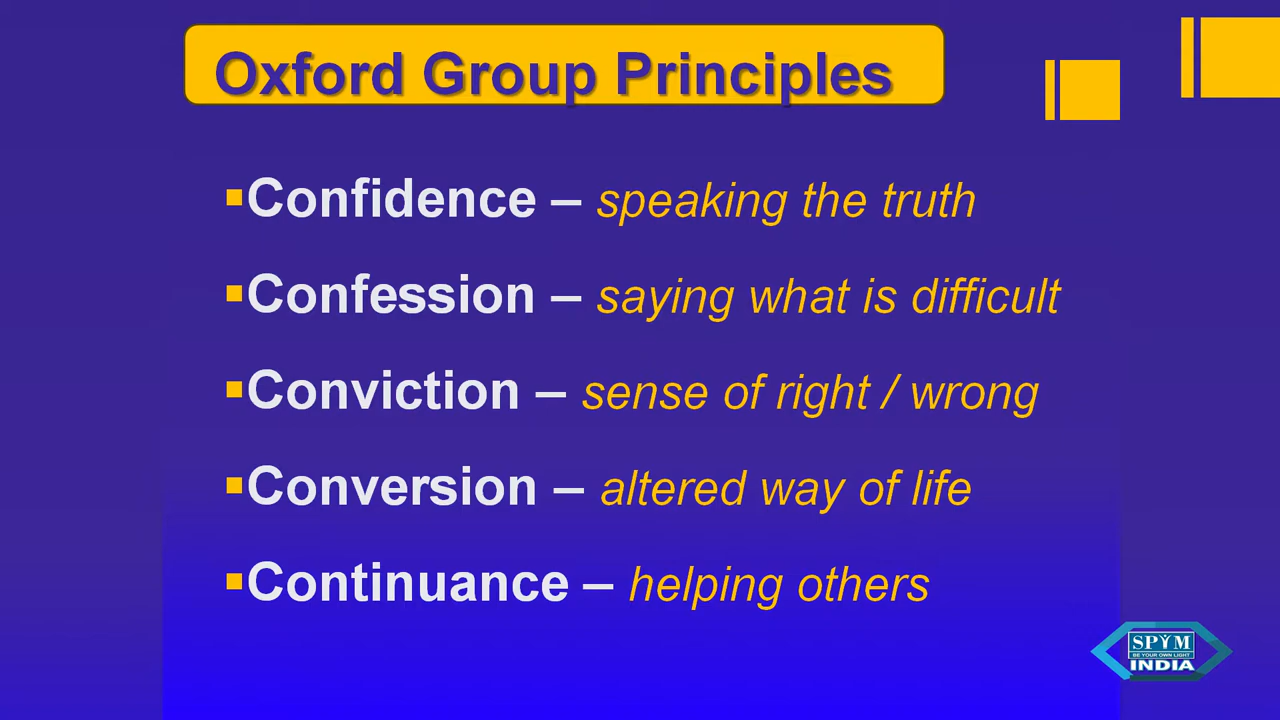 Oxford Group Principles
▪Confidence – speaking the truth
▪Confession – saying what is difficult
▪Conviction – sense of right / wrong
▪Conversion – altered way of life
▪Continuance – helping others
SPYM
BE YOUR OWN LIGHT
INDIA